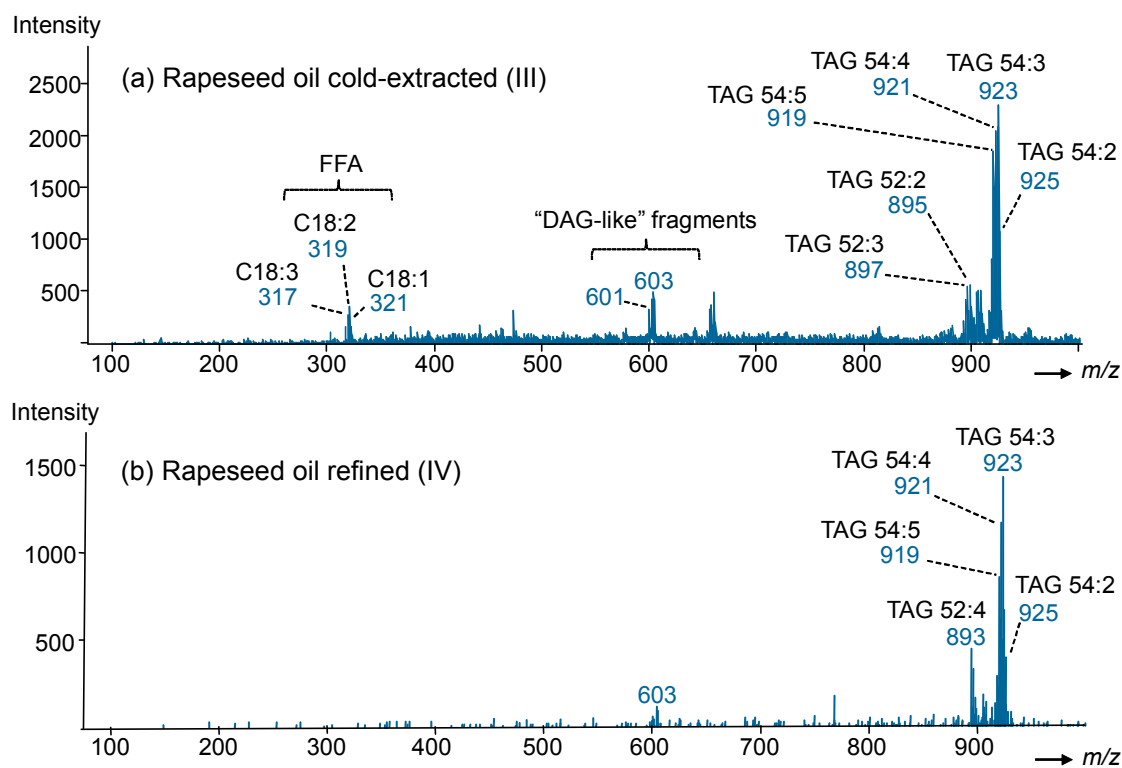 Intensity
(a) Rapeseed oil cold-extracted (III)
2500
2000
1500
1000
500
FFA
C18:3
317
C18:2
319
C18:1
321
“DAG-like” fragments
601
603
TAG 54:5
919
TAG 54:4
921
TAG 54:3
923
TAG 54:2
925
TAG 52:2
895
TAG 52:3
897
100 200 300 400 500 600 700 800 900 m/z
Intensity
(b) Rapeseed oil refined (IV)
1500
1000
500
603
TAG 54:3
923
TAG 54:4
921
TAG 54:5
919
TAG 54:2
925
TAG 52:4
893
100 200 300 400 500 600 700 800 900 m/z